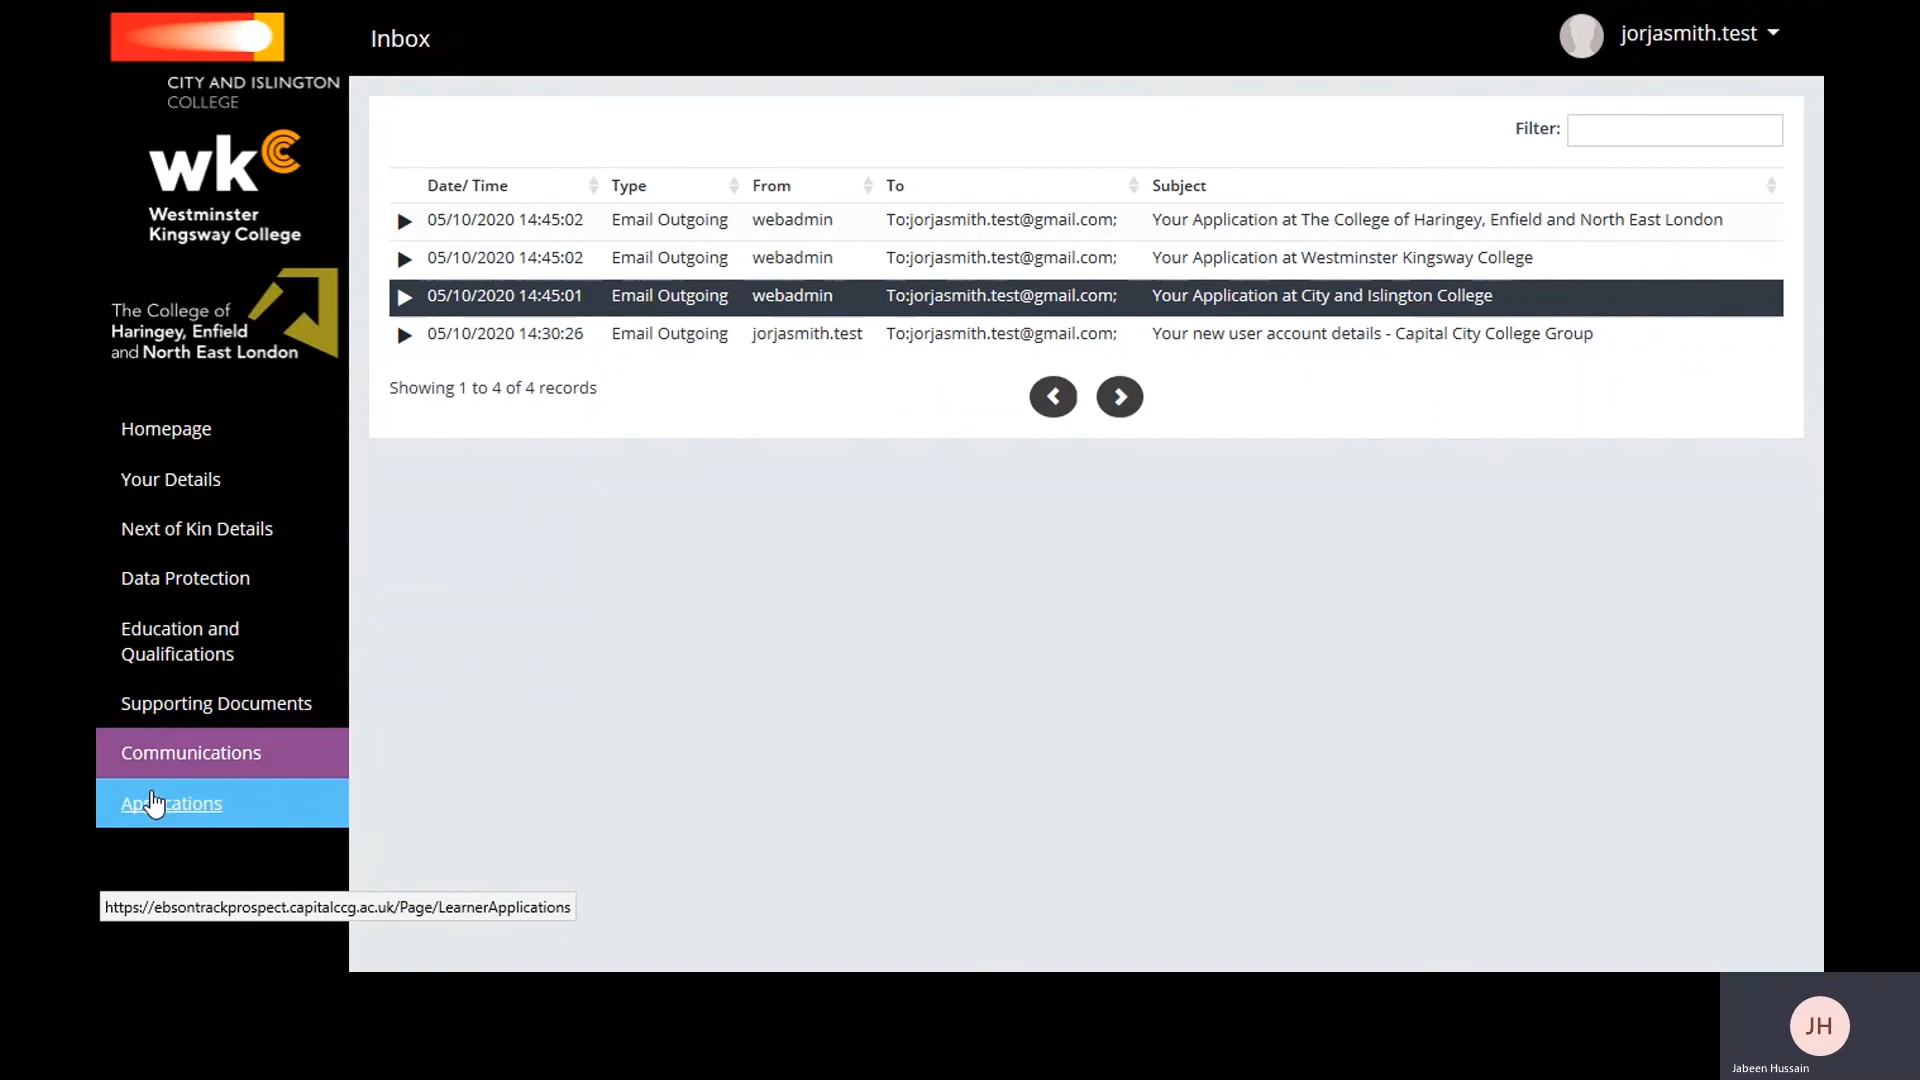 Inbox
jorjasmith.test
CITY AND ISLINGTON
COLLEGE
wkc
Westminster
Kingsway College
The College of
Haringey, Enfield
and North East London
Homepage
Your Details
Next of Kin Details
Data Protection
Education and
Qualifications
Supporting Documents
Communications
Applications
Filter:
Date/ Time Type From To Subject
05/10/2020 14:45:02 Email Outgoing webadmin To:jorjasmith.test@gmail.com; Your Application at The College of Haringey, Enfield and North East London
05/10/2020 14:45:02 Email Outgoing webadmin To:jorjasmith.test@gmail.com; Your Application at Westminster Kingsway College
05/10/2020 14:45:01 Email Outgoing webadmin To:jorjasmith.test@gmail.com; Your Application at City and Islington College
05/10/2020 14:30:26 Email Outgoing jorjasmith.test To:jorjasmith.test@gmail.com; Your new user account details - Capital City College Group
Showing 1 to 4 of 4 records
https://ebsontrackprospect.capitalccg.ac.uk/Page/LearnerApplications
JH
Jabeen Hussain